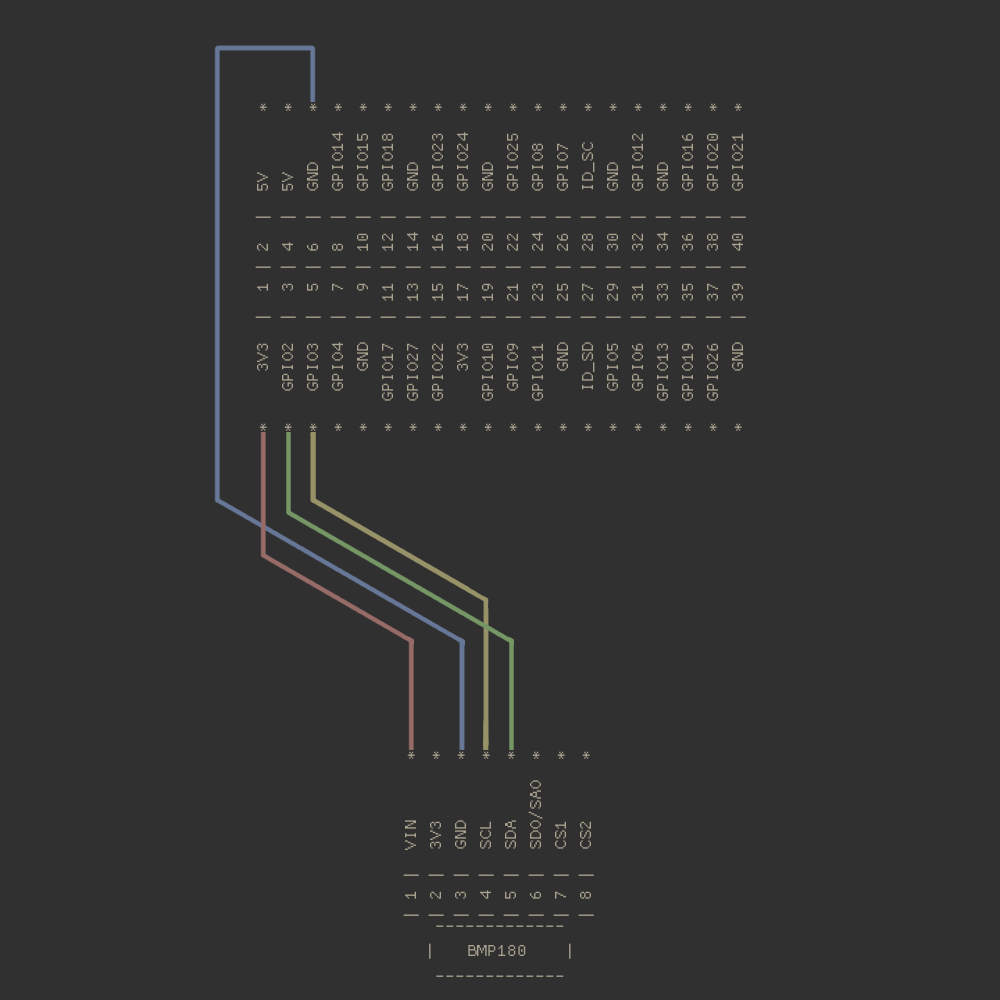 * * * * * * * * * * * * * * * * * * * *
5V 5V GND GPIO14 GPIO15 GPIO18 GND GPIO23 GPIO24 GND GPIO25 GPIO8 GPIO7 ID_SC GND GPIO12 GND GPIO16 GPIO20 GPIO21
| | | | | | | | | | | | | | | | | | | |
2 4 6 8 10 12 14 16 18 20 22 24 26 28 30 32 34 36 38 40
| | | | | | | | | | | | | | | | | | | |
1 3 5 7 9 11 13 15 17 19 21 23 25 27 29 31 33 35 37 39
| | | | | | | | | | | | | | | | | | | |
3V3 GPIO2 GPIO3 GPIO4 GND GPIO17 GPIO27 GPIO22 3V3 GPIO10 GPIO9 GPIO11 GND ID_SD GPIO5 GPIO6 GPIO13 GPIO19 GPIO26 GND
* * * * * * * * * * * * * * * * * * * *
* * * * * * * *
VIN 3V3 GND SCL SDA SDO/SAO CS1 CS2
| | | | | | | |
1 2 3 4 5 6 7 8
| | | | | | | |
-------------
| BMP180 |
-------------